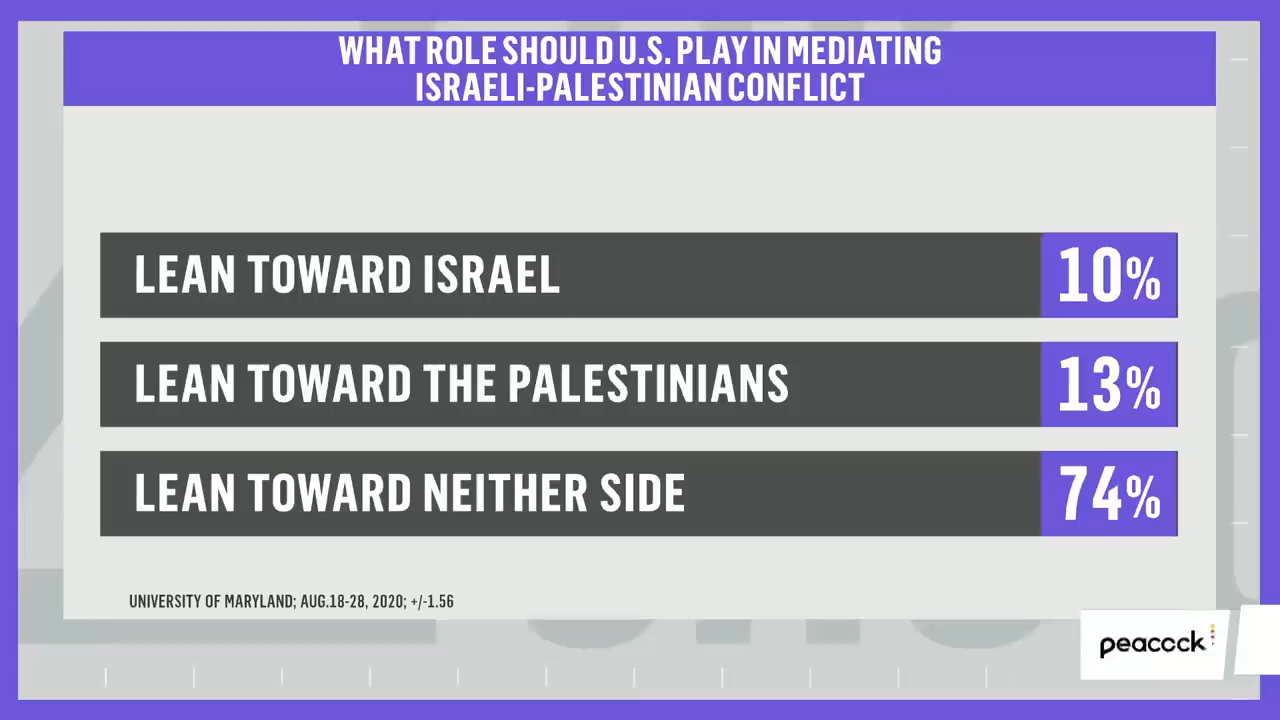 WHAT ROLE SHOULD U.S. PLAY IN MEDIATING
ISRAELI-PALESTINIAN CONFLICT
LEAN TOWARD ISRAEL 10%
LEAN TOWARD THE PALESTINIANS 13%
LEAN TOWARD NEITHER SIDE 74%
UNIVERSITY OF MARYLAND; AUG.18-28, 2020; +/-1.56
peacock